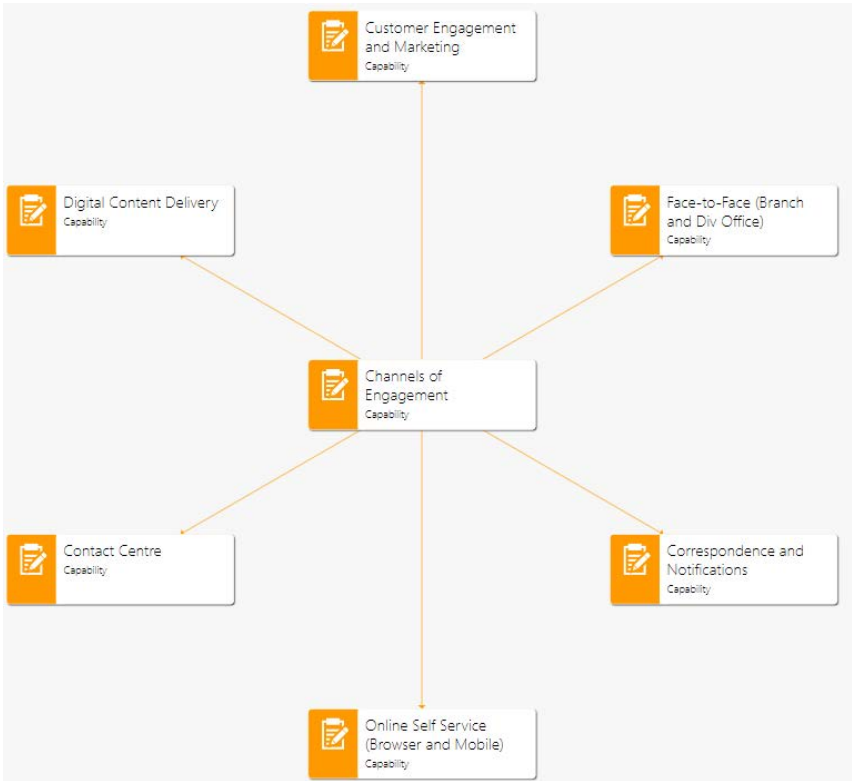 Customer Engagement
and Marketing
Capability
Digital Content Delivery
Capability
Face-to-Face (Branch
and Div Office)
Capability
Channels of
Engagement
Capability
Contact Centre
Capability
Correspondence and
Notifications
Capability
Online Self Service
(Browser and Mobile)
Capability